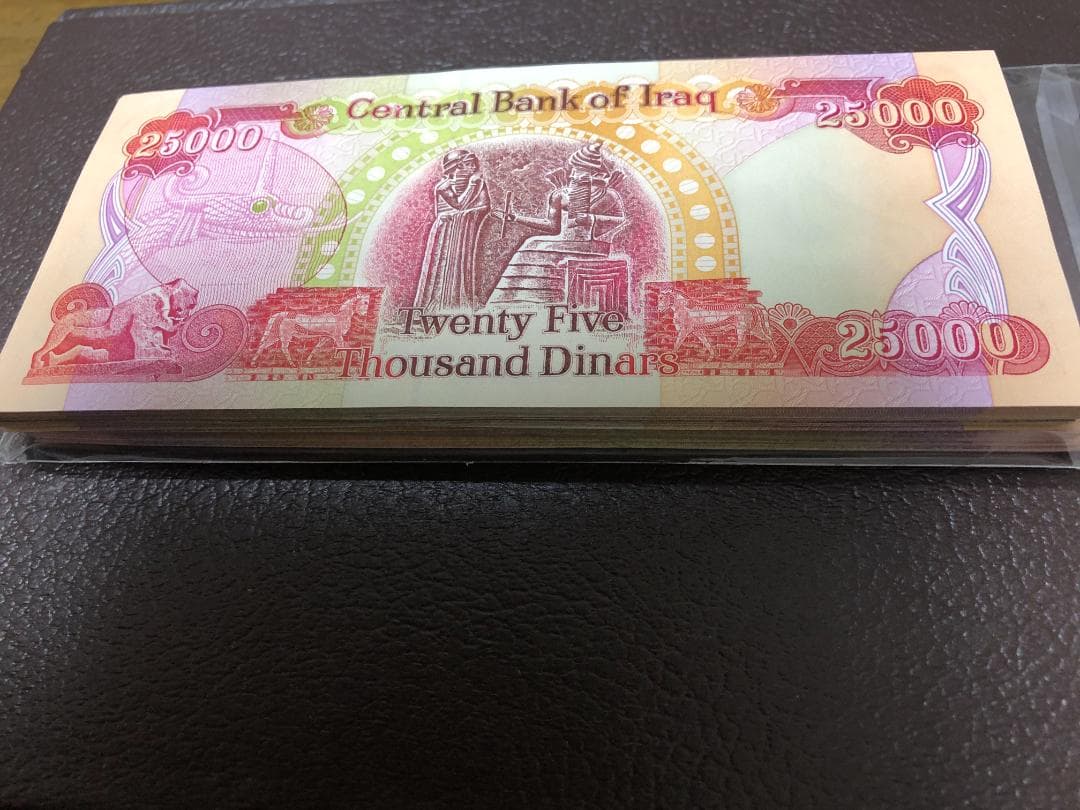 Central Bank of Iraq
25000
25000
Twenty Five
Thousand Dinars
25000